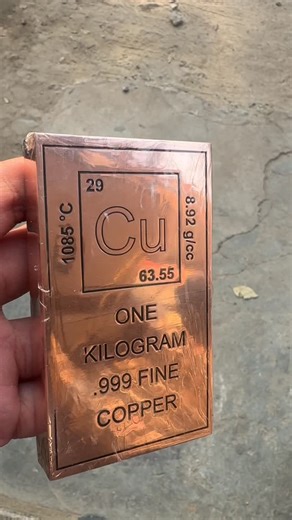 29
Cu
63.55
1085 °C
8.92 g/cc
ONE
KILOGRAM
.999 FINE
COPPER